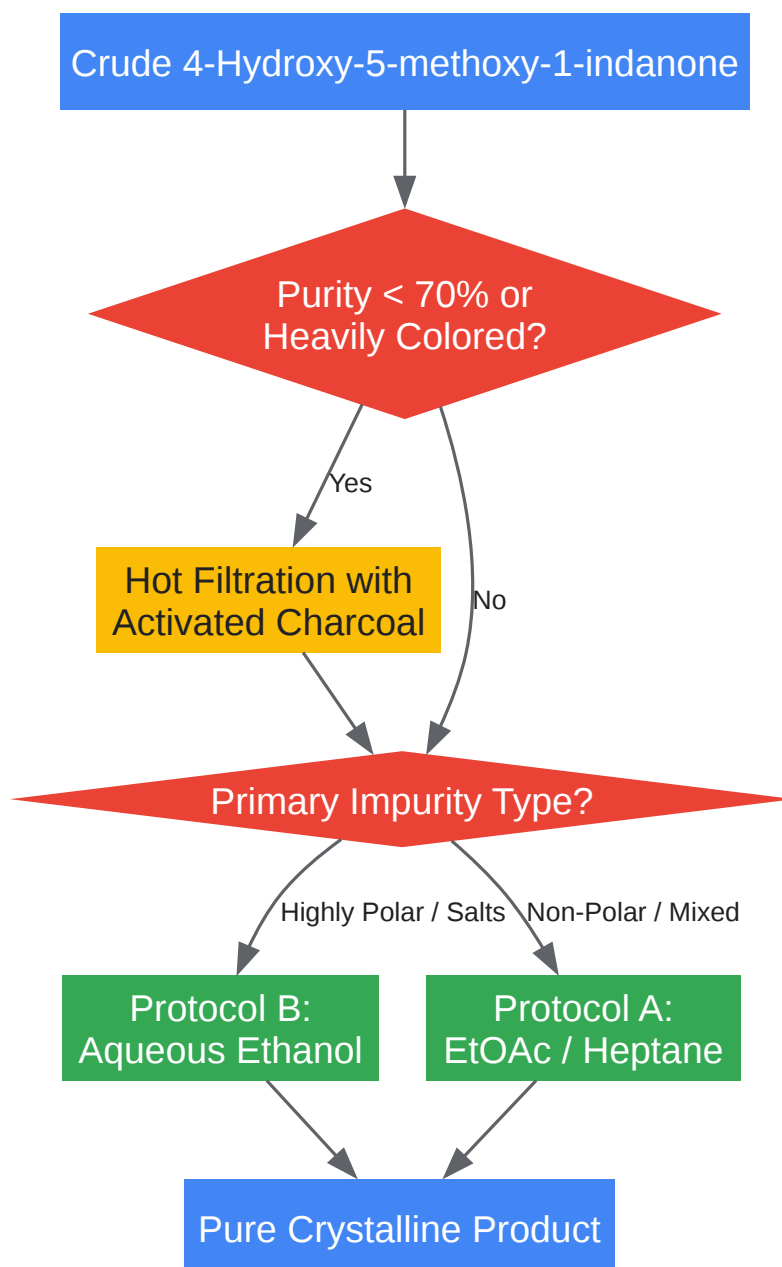 Crude 4-Hydroxy-5-methoxy-1-indanone
Purity < 70% or
Heavily Colored?
Yes
Hot Filtration with
Activated Charcoal
No
Primary Impurity Type?
Highly Polar / Salts
Non-Polar / Mixed
Protocol B:
Aqueous Ethanol
Protocol A:
EtOAc / Heptane
Pure Crystalline Product